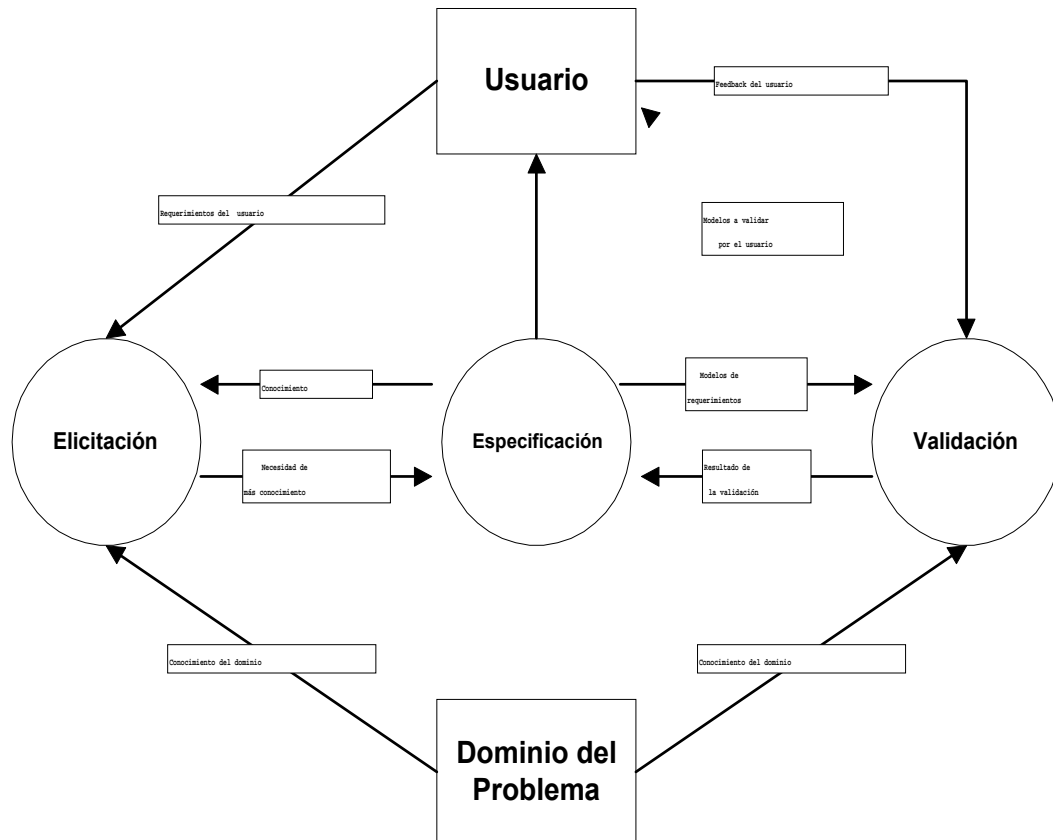 Usuario
Feedback del usuario
Requerimientos del usuario
Modelos a validar
por el usuario
Conocimiento
Modelos de
requerimientos
Elicitación
Especificación
Validación
Necesidad de
más conocimiento
Resultado de
la validación
Conocimiento del dominio
Conocimiento del dominio
Dominio del
Problema